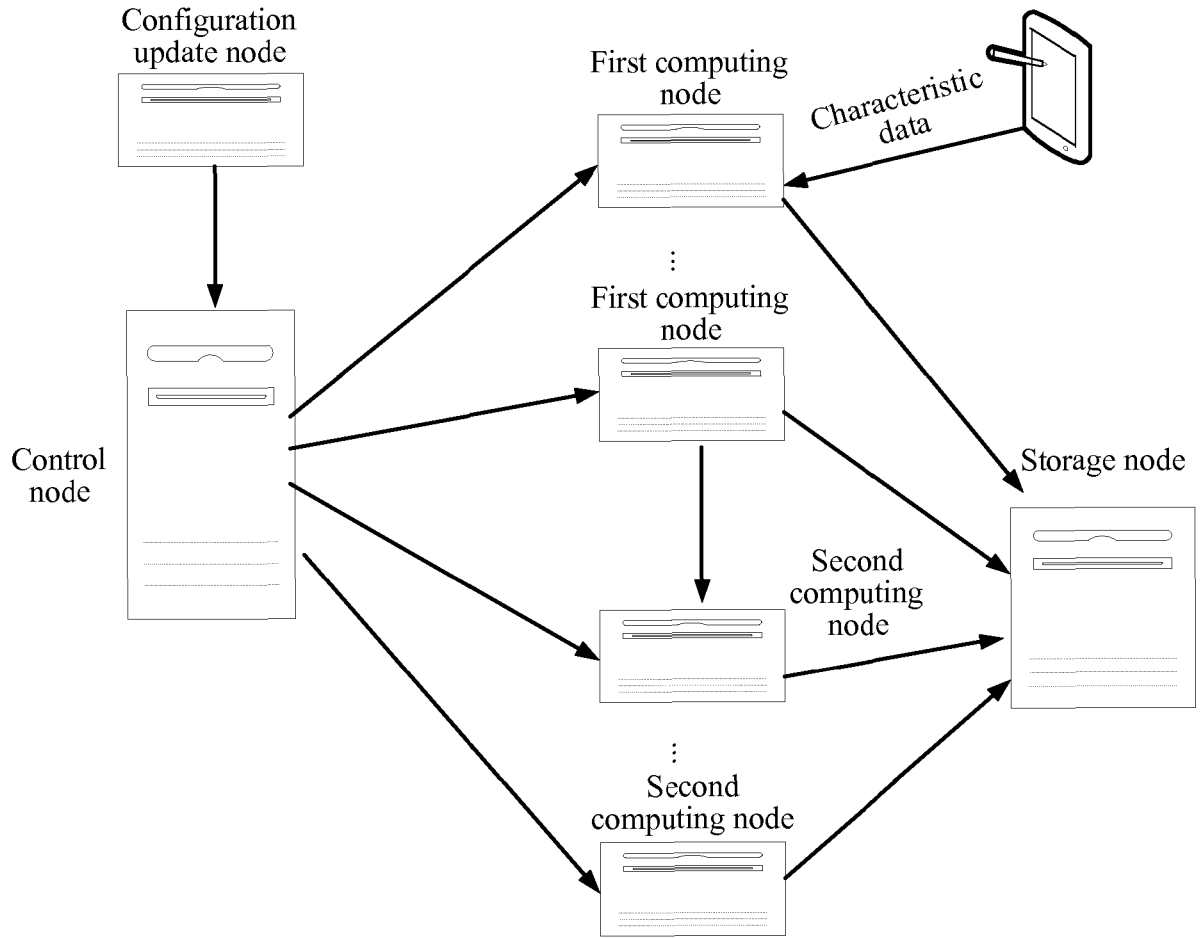 Configuration
update node
First computing
node
Characteristic
data
⋮
First computing
node
Control
node
Storage node
Second
computing
node
⋮
Second
computing node